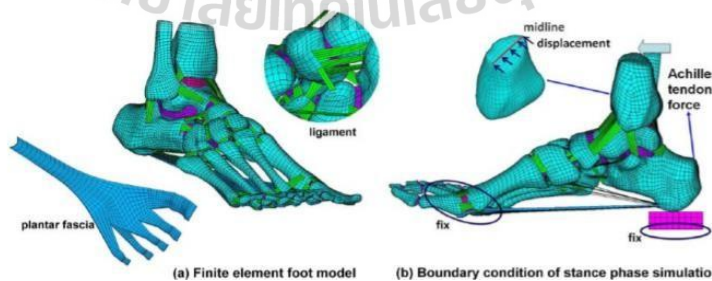 midline
displacement
Achille
tendon
force
ligament
plantar fascia
fix
fix
(a) Finite element foot model
(b) Boundary condition of stance phase simulatio